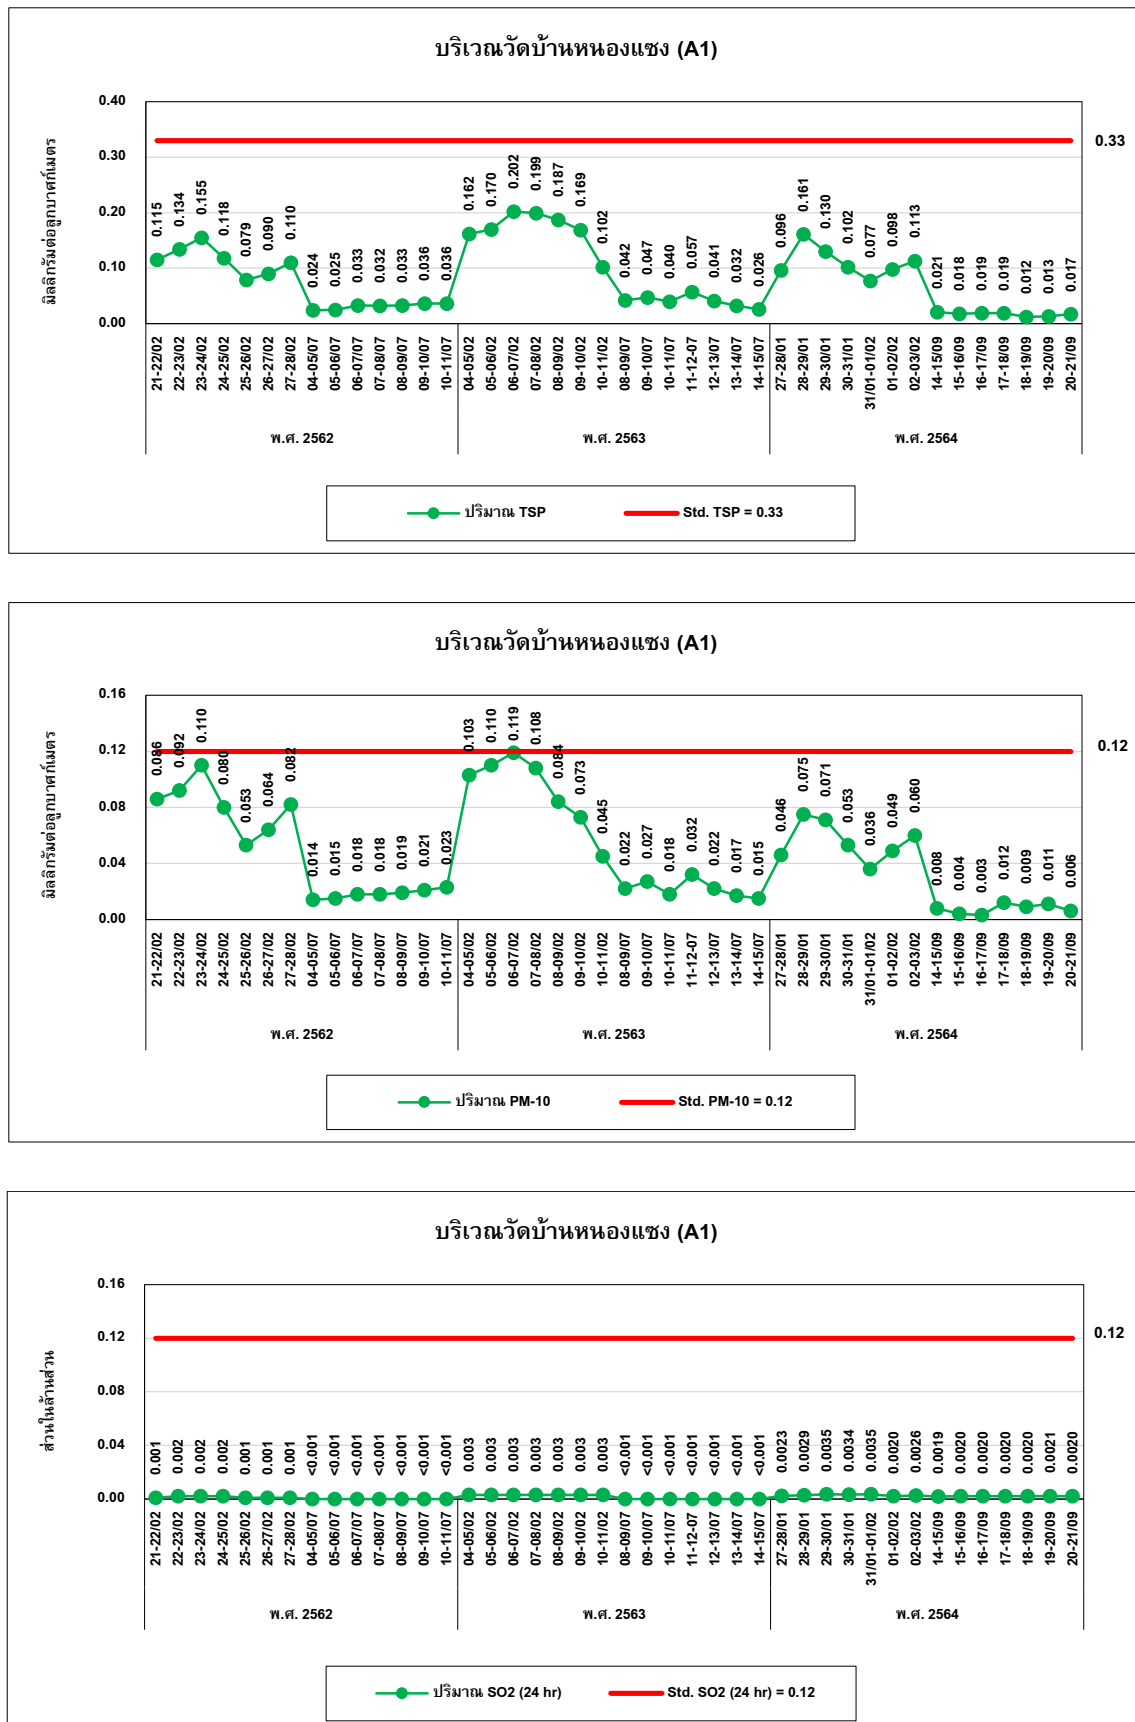 บริเวณวัดบ้านหนองแซง (A1)
มิลลิกรัมต่อลูกบาศก์เมตร
0.40
0.30
0.20
0.10
0.00
0.33
0.115 0.134 0.155 0.118 0.079 0.090 0.110 0.024 0.025 0.033 0.032 0.033 0.036 0.036 0.162 0.170 0.202 0.199 0.187 0.169 0.102 0.042 0.047 0.040 0.057 0.041 0.032 0.026 0.096 0.161 0.130 0.102 0.077 0.098 0.113 0.021 0.018 0.019 0.019 0.012 0.013 0.017
21-22/02 22-23/02 23-24/02 24-25/02 25-26/02 26-27/02 27-28/02 04-05/07 05-06/07 06-07/07 07-08/07 08-09/07 09-10/07 10-11/07 04-05/02 05-06/02 06-07/02 07-08/02 08-09/02 09-10/02 10-11/02 08-09/07 09-10/07 10-11/07 11-12-07 12-13/07 13-14/07 14-15/07 27-28/01 28-29/01 29-30/01 30-31/01 31/01-01/02 01-02/02 02-03/02 14-15/09 15-16/09 16-17/09 17-18/09 18-19/09 19-20/09 20-21/09
พ.ศ. 2562 พ.ศ. 2563 พ.ศ. 2564
ปริมาณ TSP Std. TSP = 0.33
บริเวณวัดบ้านหนองแซง (A1)
มิลลิกรัมต่อลูกบาศก์เมตร
0.16
0.12
0.08
0.04
0.00
0.12
0.086 0.092 0.110 0.080 0.053 0.064 0.082 0.014 0.015 0.018 0.018 0.019 0.021 0.023 0.103 0.110 0.119 0.108 0.084 0.073 0.045 0.022 0.027 0.018 0.032 0.022 0.017 0.015 0.046 0.075 0.071 0.053 0.036 0.049 0.060 0.008 0.004 0.003 0.012 0.009 0.011 0.006
21-22/02 22-23/02 23-24/02 24-25/02 25-26/02 26-27/02 27-28/02 04-05/07 05-06/07 06-07/07 07-08/07 08-09/07 09-10/07 10-11/07 04-05/02 05-06/02 06-07/02 07-08/02 08-09/02 09-10/02 10-11/02 08-09/07 09-10/07 10-11/07 11-12-07 12-13/07 13-14/07 14-15/07 27-28/01 28-29/01 29-30/01 30-31/01 31/01-01/02 01-02/02 02-03/02 14-15/09 15-16/09 16-17/09 17-18/09 18-19/09 19-20/09 20-21/09
พ.ศ. 2562 พ.ศ. 2563 พ.ศ. 2564
ปริมาณ PM-10 Std. PM-10 = 0.12
บริเวณวัดบ้านหนองแซง (A1)
ส่วนในล้านส่วน
0.16
0.12
0.08
0.04
0.00
0.12
0.001 0.002 0.002 0.002 0.001 0.001 0.001 <0.001 <0.001 <0.001 <0.001 <0.001 <0.001 <0.001 0.003 0.003 0.003 0.003 0.003 0.003 0.003 <0.001 <0.001 <0.001 <0.001 <0.001 <0.001 <0.001 0.0023 0.0029 0.0035 0.0034 0.0035 0.0020 0.0026 0.0019 0.0020 0.0020 0.0020 0.0020 0.0021 0.0020
21-22/02 22-23/02 23-24/02 24-25/02 25-26/02 26-27/02 27-28/02 04-05/07 05-06/07 06-07/07 07-08/07 08-09/07 09-10/07 10-11/07 04-05/02 05-06/02 06-07/02 07-08/02 08-09/02 09-10/02 10-11/02 08-09/07 09-10/07 10-11/07 11-12-07 12-13/07 13-14/07 14-15/07 27-28/01 28-29/01 29-30/01 30-31/01 31/01-01/02 01-02/02 02-03/02 14-15/09 15-16/09 16-17/09 17-18/09 18-19/09 19-20/09 20-21/09
พ.ศ. 2562 พ.ศ. 2563 พ.ศ. 2564
ปริมาณ SO2 (24 hr) Std. SO2 (24 hr) = 0.12